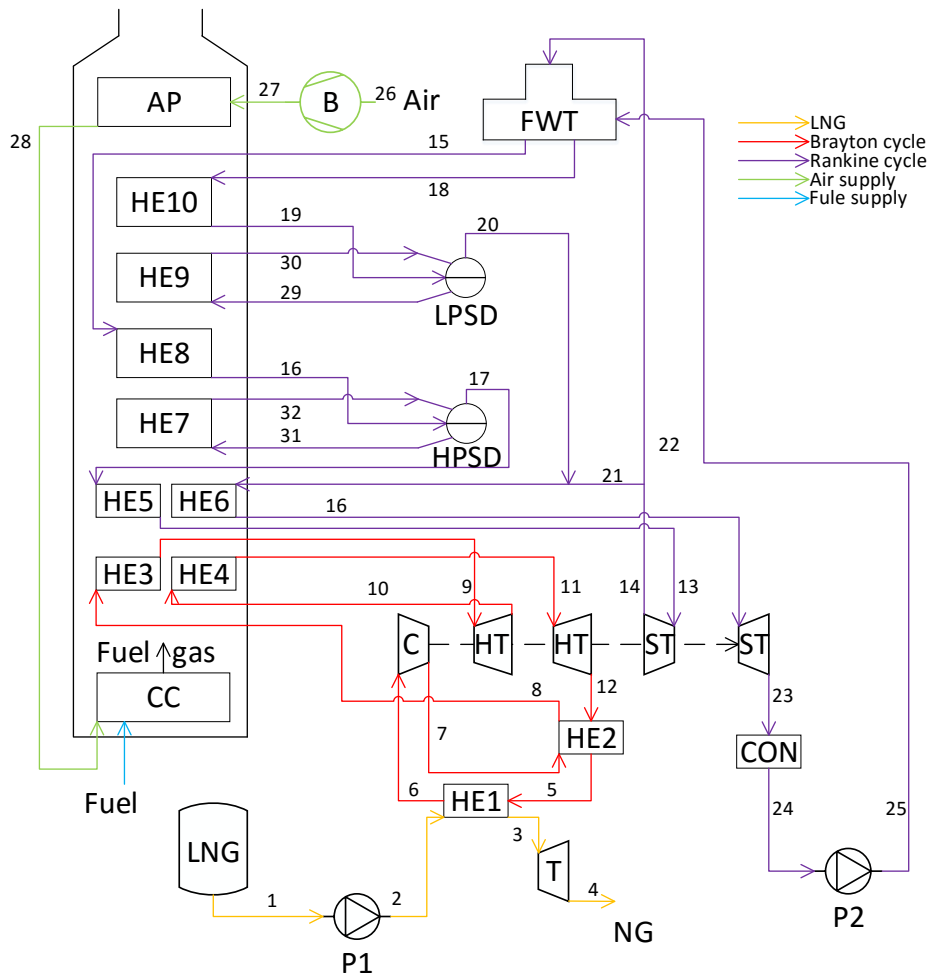 27
26
Air
AP
B
28
FWT
LNG
Brayton cycle
Rankine cycle
Air supply
Fule supply
15
18
HE10
19
20
30
HE9
29
LPSD
HE8
16
17
32
HE7
31
HPSD
22
21
HE5
HE6
16
HE3
HE4
10
9
11
14
13
C
HT
HT
ST
ST
Fuel
gas
CC
12
23
8
7
HE2
CON
6
HE1
5
Fuel
3
24
25
LNG
T
1
2
4
NG
P1
P2